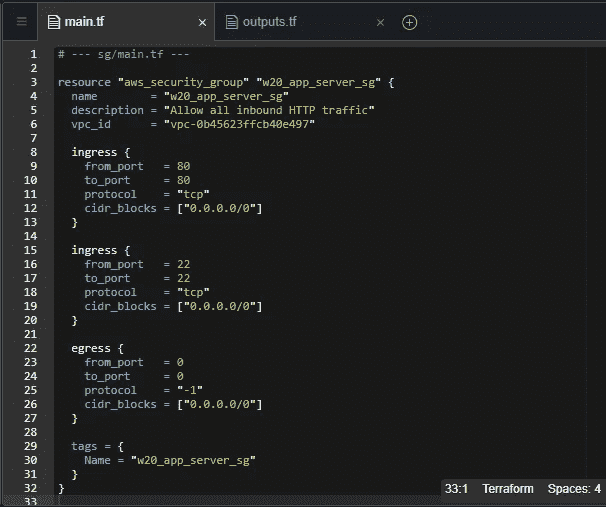 main.tf × outputs.tf ×
1 # --- sg/main.tf ---
2
3 resource "aws_security_group" "w20_app_server_sg" {
4   name        = "w20_app_server_sg"
5   description = "Allow all inbound HTTP traffic"
6   vpc_id      = "vpc-0b45623ffcb40e497"
7
8   ingress {
9     from_port   = 80
10     to_port     = 80
11     protocol    = "tcp"
12     cidr_blocks = ["0.0.0.0/0"]
13   }
14
15   ingress {
16     from_port   = 22
17     to_port     = 22
18     protocol    = "tcp"
19     cidr_blocks = ["0.0.0.0/0"]
20   }
21
22   egress {
23     from_port   = 0
24     to_port     = 0
25     protocol    = "-1"
26     cidr_blocks = ["0.0.0.0/0"]
27   }
28
29   tags = {
30     Name = "w20_app_server_sg"
31   }
32 }
33
33:1 Terraform Spaces: 4